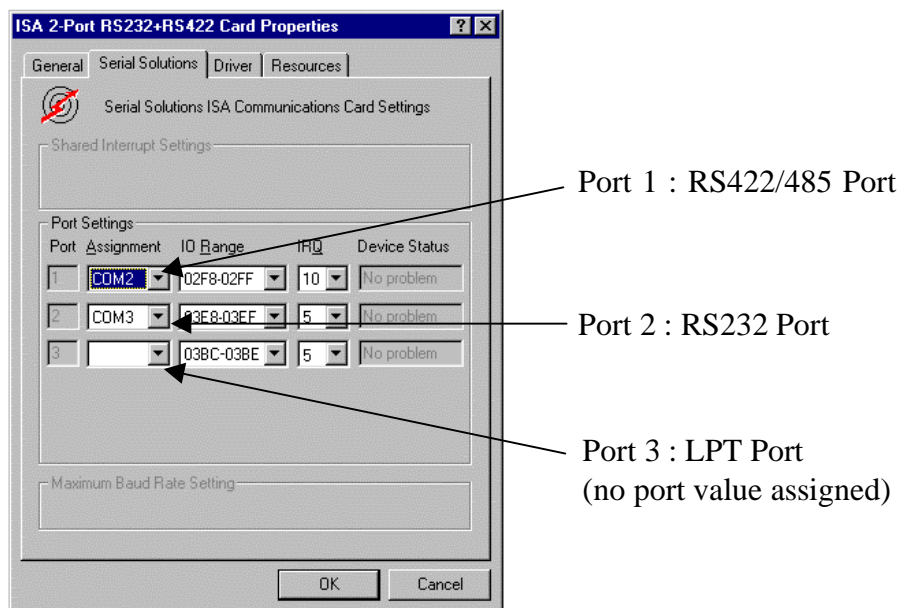 ISA 2-Port RS232+RS422 Card Properties
General Serial Solutions Driver Resources
Serial Solutions ISA Communications Card Settings
Shared Interrupt Settings
Port Settings
Port Assignment IO Range IRQ Device Status
1 COM2 02F8-02FF 10 No problem
2 COM3 03E8-03EF 5 No problem
3 03BC-03BE 5 No problem
Maximum Baud Rate Setting
OK Cancel
Port 1 : RS422/485 Port
Port 2 : RS232 Port
Port 3 : LPT Port
(no port value assigned)